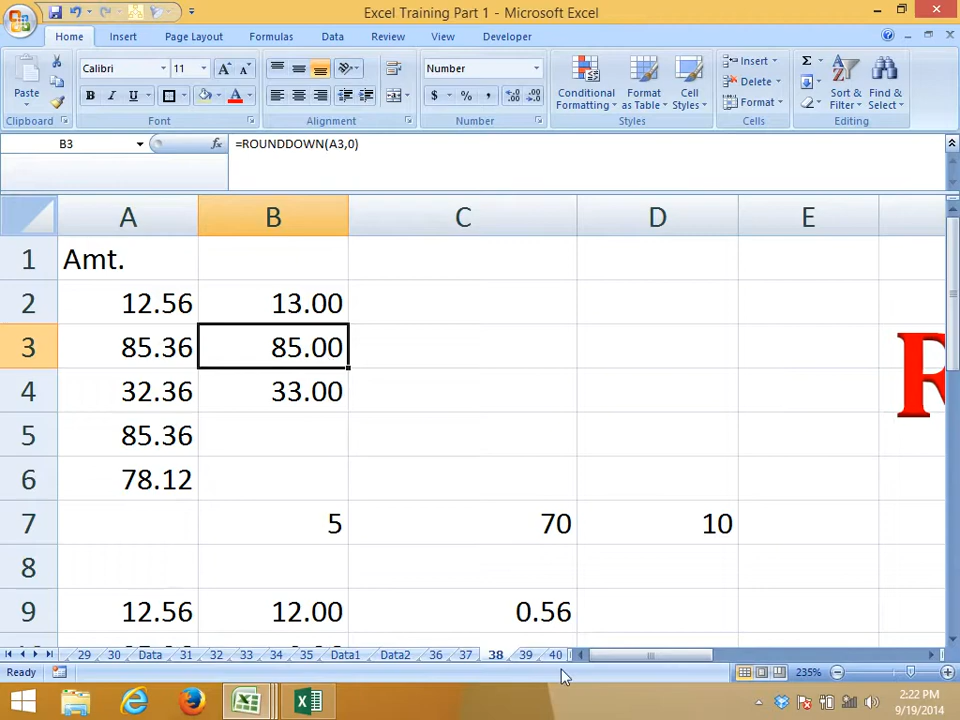 Excel Training Part 1 - Microsoft Excel
Home Insert Page Layout Formulas Data Review View Developer
Paste
Clipboard
Calibri 11
B I U
Font
Alignment
Number
$ % ,
Number
Conditional Formatting
Format as Table
Cell Styles
Styles
Insert
Delete
Format
Cells
Sort & Filter
Find & Select
Editing
B3 fx =ROUNDDOWN(A3,0)
A B C D E
1 Amt.
2 12.56 13.00
3 85.36 85.00
4 32.36 33.00
5 85.36
6 78.12
7 5 70 10
8
9 12.56 12.00 0.56
R
29 30 Data 31 32 33 34 35 Data1 Data2 36 37 38 39 40
Ready 235%
2:22 PM
9/19/2014